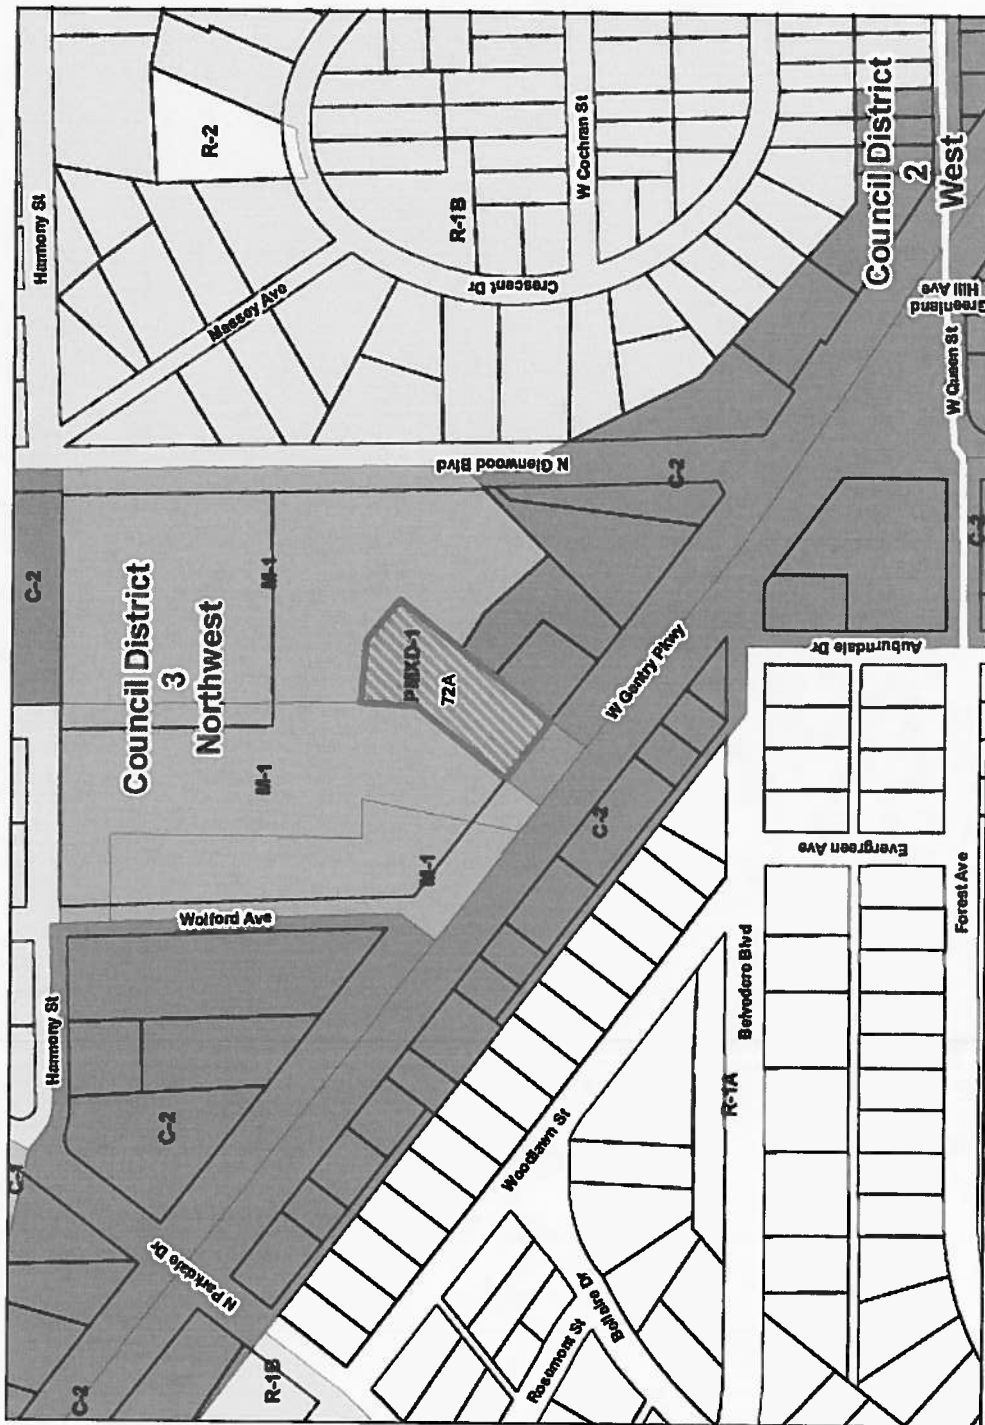 Harmony St
R-2
Massey Ave
R-1B
W Cochran St
Crescent Dr
Council District
2
West
Greenland
Hill Ave
W Queen St
N Glenwood Blvd
C-2
C-2
Council District
3
Northwest
M-1
M-1
M-1
PMXD-1
72A
W Gentry Pkwy
C-2
Auburndale Dr
Evergreen Ave
Forest Ave
Wolford Ave
Harmony St
C-2
Belvedere Blvd
R-1A
Woodlawn St
N Parkdale Dr
Bellaire Dr
Rosemont St
R-1B
C-2